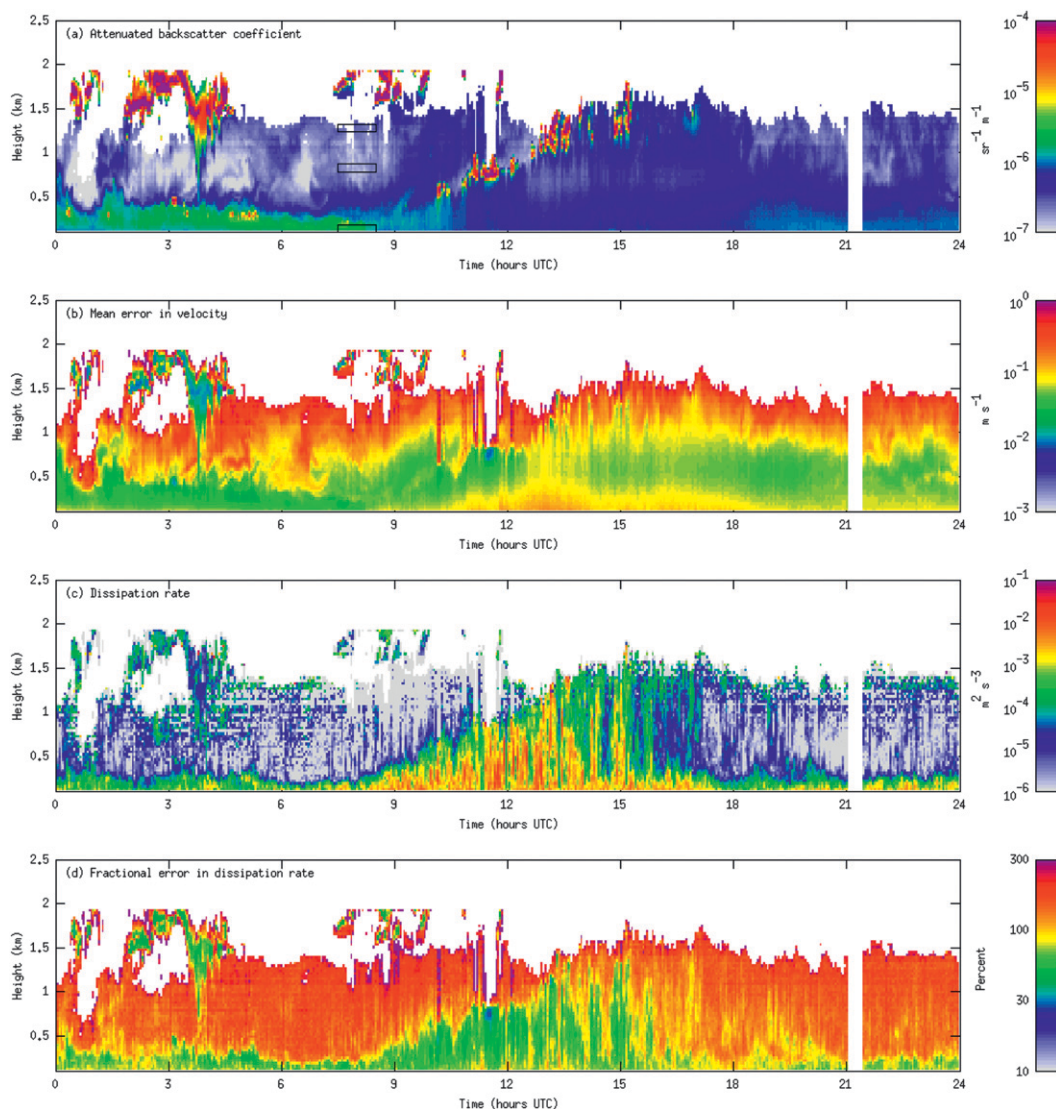 (a) Attenuated backscatter coefficient
2.5
2
1.5
1
0.5
Height (km)
0 3 6 9 12 15 18 21 24
Time (hours UTC)
10^-4
10^-5
10^-6
10^-7
sr^-1 m^-1
(b) Mean error in velocity
2.5
2
1.5
1
0.5
Height (km)
0 3 6 9 12 15 18 21 24
Time (hours UTC)
10^0
10^-1
10^-2
10^-3
m s^-1
(c) Dissipation rate
2.5
2
1.5
1
0.5
Height (km)
0 3 6 9 12 15 18 21 24
Time (hours UTC)
10^-1
10^-2
10^-3
10^-4
10^-5
10^-6
m^2 s^-3
(d) Fractional error in dissipation rate
2.5
2
1.5
1
0.5
Height (km)
0 3 6 9 12 15 18 21 24
Time (hours UTC)
300
100
30
10
Percent